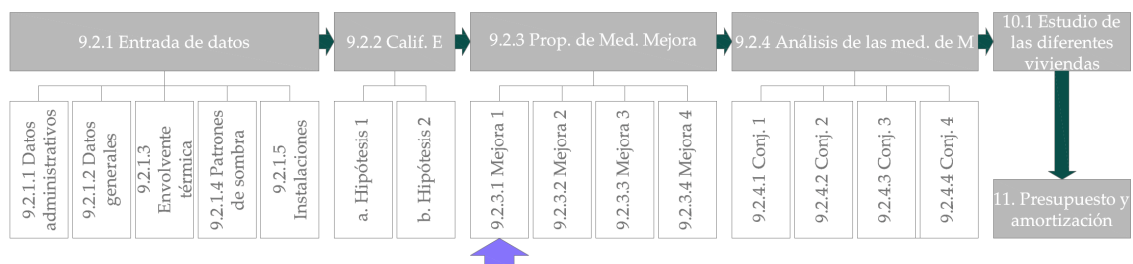 9.2.1 Entrada de datos
9.2.2 Calif. E
9.2.3 Prop. de Med. Mejora
9.2.4 Análisis de las med. de M
10.1 Estudio de
las diferentes
viviendas
9.2.1.1 Datos
administrativos
9.2.1.2 Datos
generales
9.2.1.3
Envolvente
térmica
9.2.1.4 Patrones
de sombra
9.2.1.5
Instalaciones
a. Hipótesis 1
b. Hipótesis 2
9.2.3.1 Mejora 1
9.2.3.2 Mejora 2
9.2.3.3 Mejora 3
9.2.3.4 Mejora 4
9.2.4.1 Conj. 1
9.2.4.2 Conj. 2
9.2.4.3 Conj. 3
9.2.4.4 Conj. 4
11. Presupuesto y
amortización